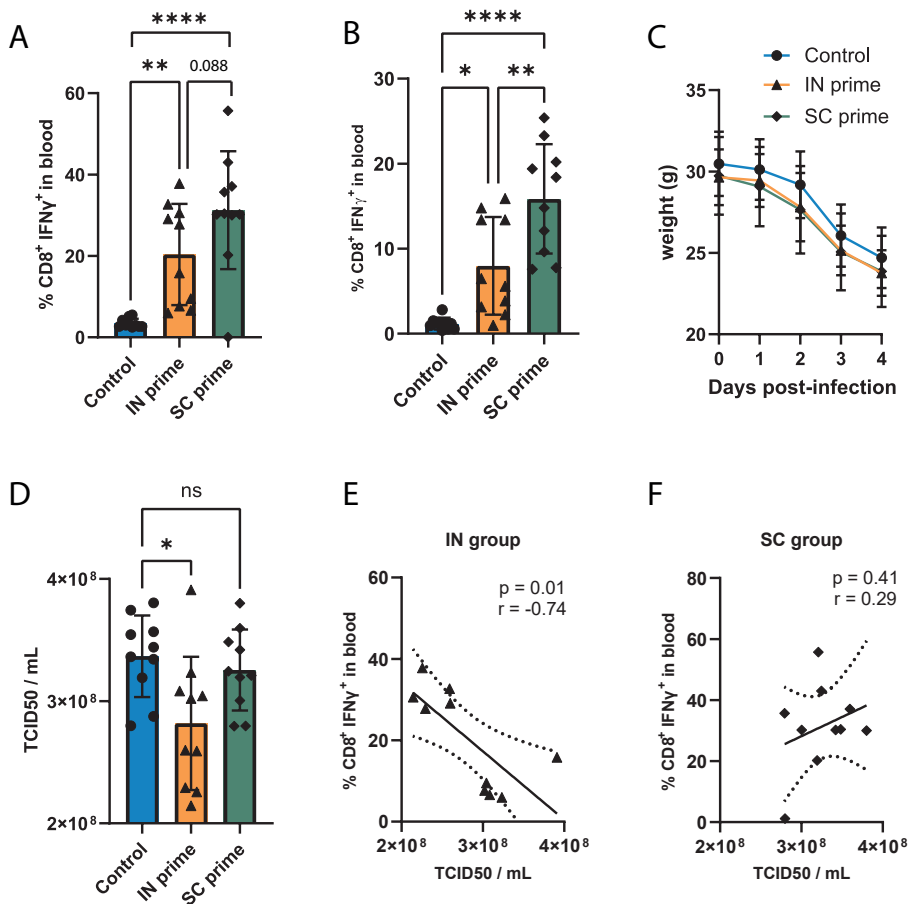 A
****
**
0.088
% CD8+ IFNγ+ in blood
60
40
20
0
Control
IN prime
SC prime
B
****
*
**
% CD8+ IFNγ+ in blood
30
20
10
0
Control
IN prime
SC prime
C
Control
IN prime
SC prime
weight (g)
35
30
25
20
0 1 2 3 4
Days post-infection
D
ns
*
TCID50 / mL
4×10⁸
3×10⁸
2×10⁸
Control
IN prime
SC prime
E
IN group
p = 0.01
r = -0.74
% CD8+ IFNγ+ in blood
60
40
20
0
2×10⁸ 3×10⁸ 4×10⁸
TCID50 / mL
F
SC group
p = 0.41
r = 0.29
% CD8+ IFNγ+ in blood
80
60
40
20
0
2×10⁸ 3×10⁸ 4×10⁸
TCID50 / mL